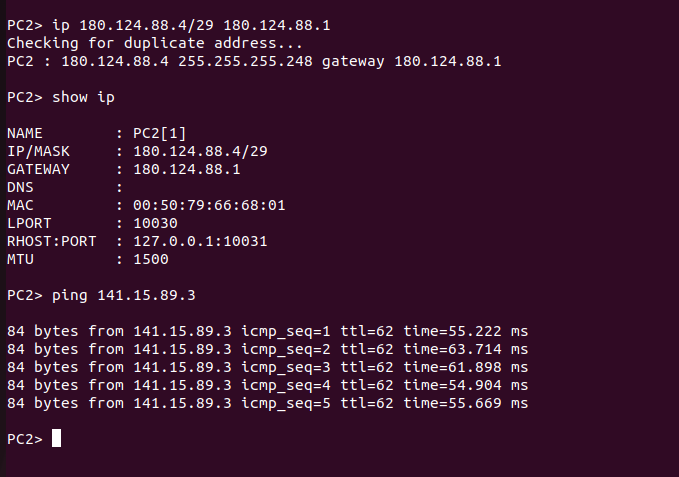 PC2> ip 180.124.88.4/29 180.124.88.1
Checking for duplicate address...
PC2 : 180.124.88.4 255.255.255.248 gateway 180.124.88.1
PC2> show ip
NAME        : PC2[1]
IP/MASK     : 180.124.88.4/29
GATEWAY     : 180.124.88.1
DNS         :
MAC         : 00:50:79:66:68:01
LPORT       : 10030
RHOST:PORT  : 127.0.0.1:10031
MTU         : 1500
PC2> ping 141.15.89.3
84 bytes from 141.15.89.3 icmp_seq=1 ttl=62 time=55.222 ms
84 bytes from 141.15.89.3 icmp_seq=2 ttl=62 time=63.714 ms
84 bytes from 141.15.89.3 icmp_seq=3 ttl=62 time=61.898 ms
84 bytes from 141.15.89.3 icmp_seq=4 ttl=62 time=54.904 ms
84 bytes from 141.15.89.3 icmp_seq=5 ttl=62 time=55.669 ms
PC2>